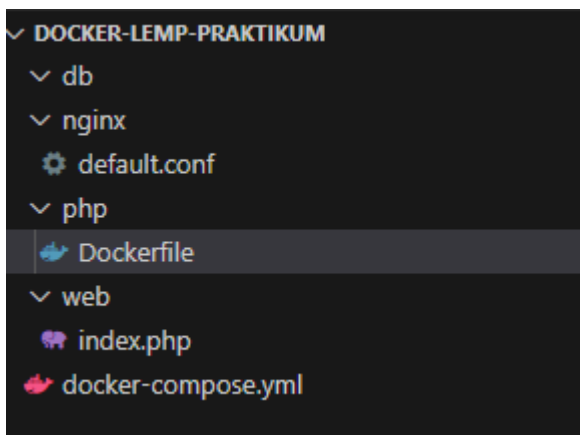 DOCKER-LEMP-PRAKTIKUM
db
nginx
default.conf
php
Dockerfile
web
index.php
docker-compose.yml